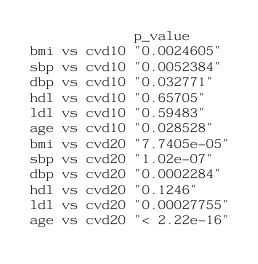 p_value
bmi vs cvd10 "0.0024605"
sbp vs cvd10 "0.0052384"
dbp vs cvd10 "0.032771"
hdl vs cvd10 "0.65705"
ldl vs cvd10 "0.59483"
age vs cvd10 "0.028528"
bmi vs cvd20 "7.7405e-05"
sbp vs cvd20 "1.02e-07"
dbp vs cvd20 "0.0002284"
hdl vs cvd20 "0.1246"
ldl vs cvd20 "0.00027755"
age vs cvd20 "< 2.22e-16"